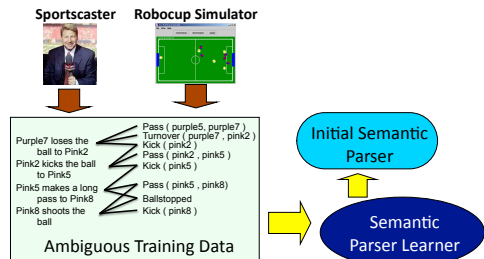 Sportscaster
Robocup Simulator
Purple7 loses the
ball to Pink2
Pink2 kicks the ball
to Pink5
Pink5 makes a long
pass to Pink8
Pink8 shoots the
ball
Pass ( purple5, purple7 )
Turnover ( purple7 , pink2 )
Kick ( pink2 )
Pass ( pink2 , pink5 )
Kick ( pink5 )
Pass ( pink5 , pink8)
Ballstopped
Kick ( pink8 )
Ambiguous Training Data
Initial Semantic
Parser
Semantic
Parser Learner